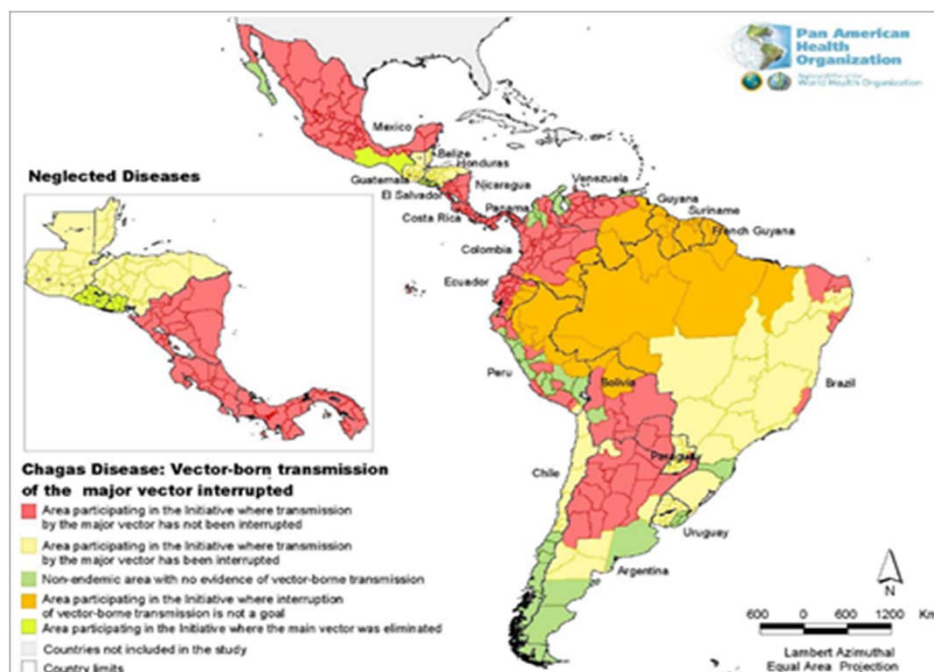 Pan American
Health
Organization
Regional Office of the
World Health Organization
Mexico
Belize
Honduras
Guatemala
Nicaragua
El Salvador
Costa Rica
Panama
Venezuela
Guyana
Suriname
French Guyana
Colombia
Ecuador
Peru
Bolivia
Brazil
Paraguay
Chile
Uruguay
Argentina
Neglected Diseases
Chagas Disease: Vector-born transmission
of the major vector interrupted
Area participating in the Initiative where transmission
by the major vector has not been interrupted
Area participating in the Initiative where transmission
by the major vector has been interrupted
Non-endemic area with no evidence of vector-borne transmission
Area participating in the Initiative where interruption
of vector-borne transmission is not a goal
Area participating in the Initiative where the main vector was eliminated
Countries not included in the study
Country limits
N
600 0 600 1200 Km
Lambert Azimuthal
Equal Area Projection